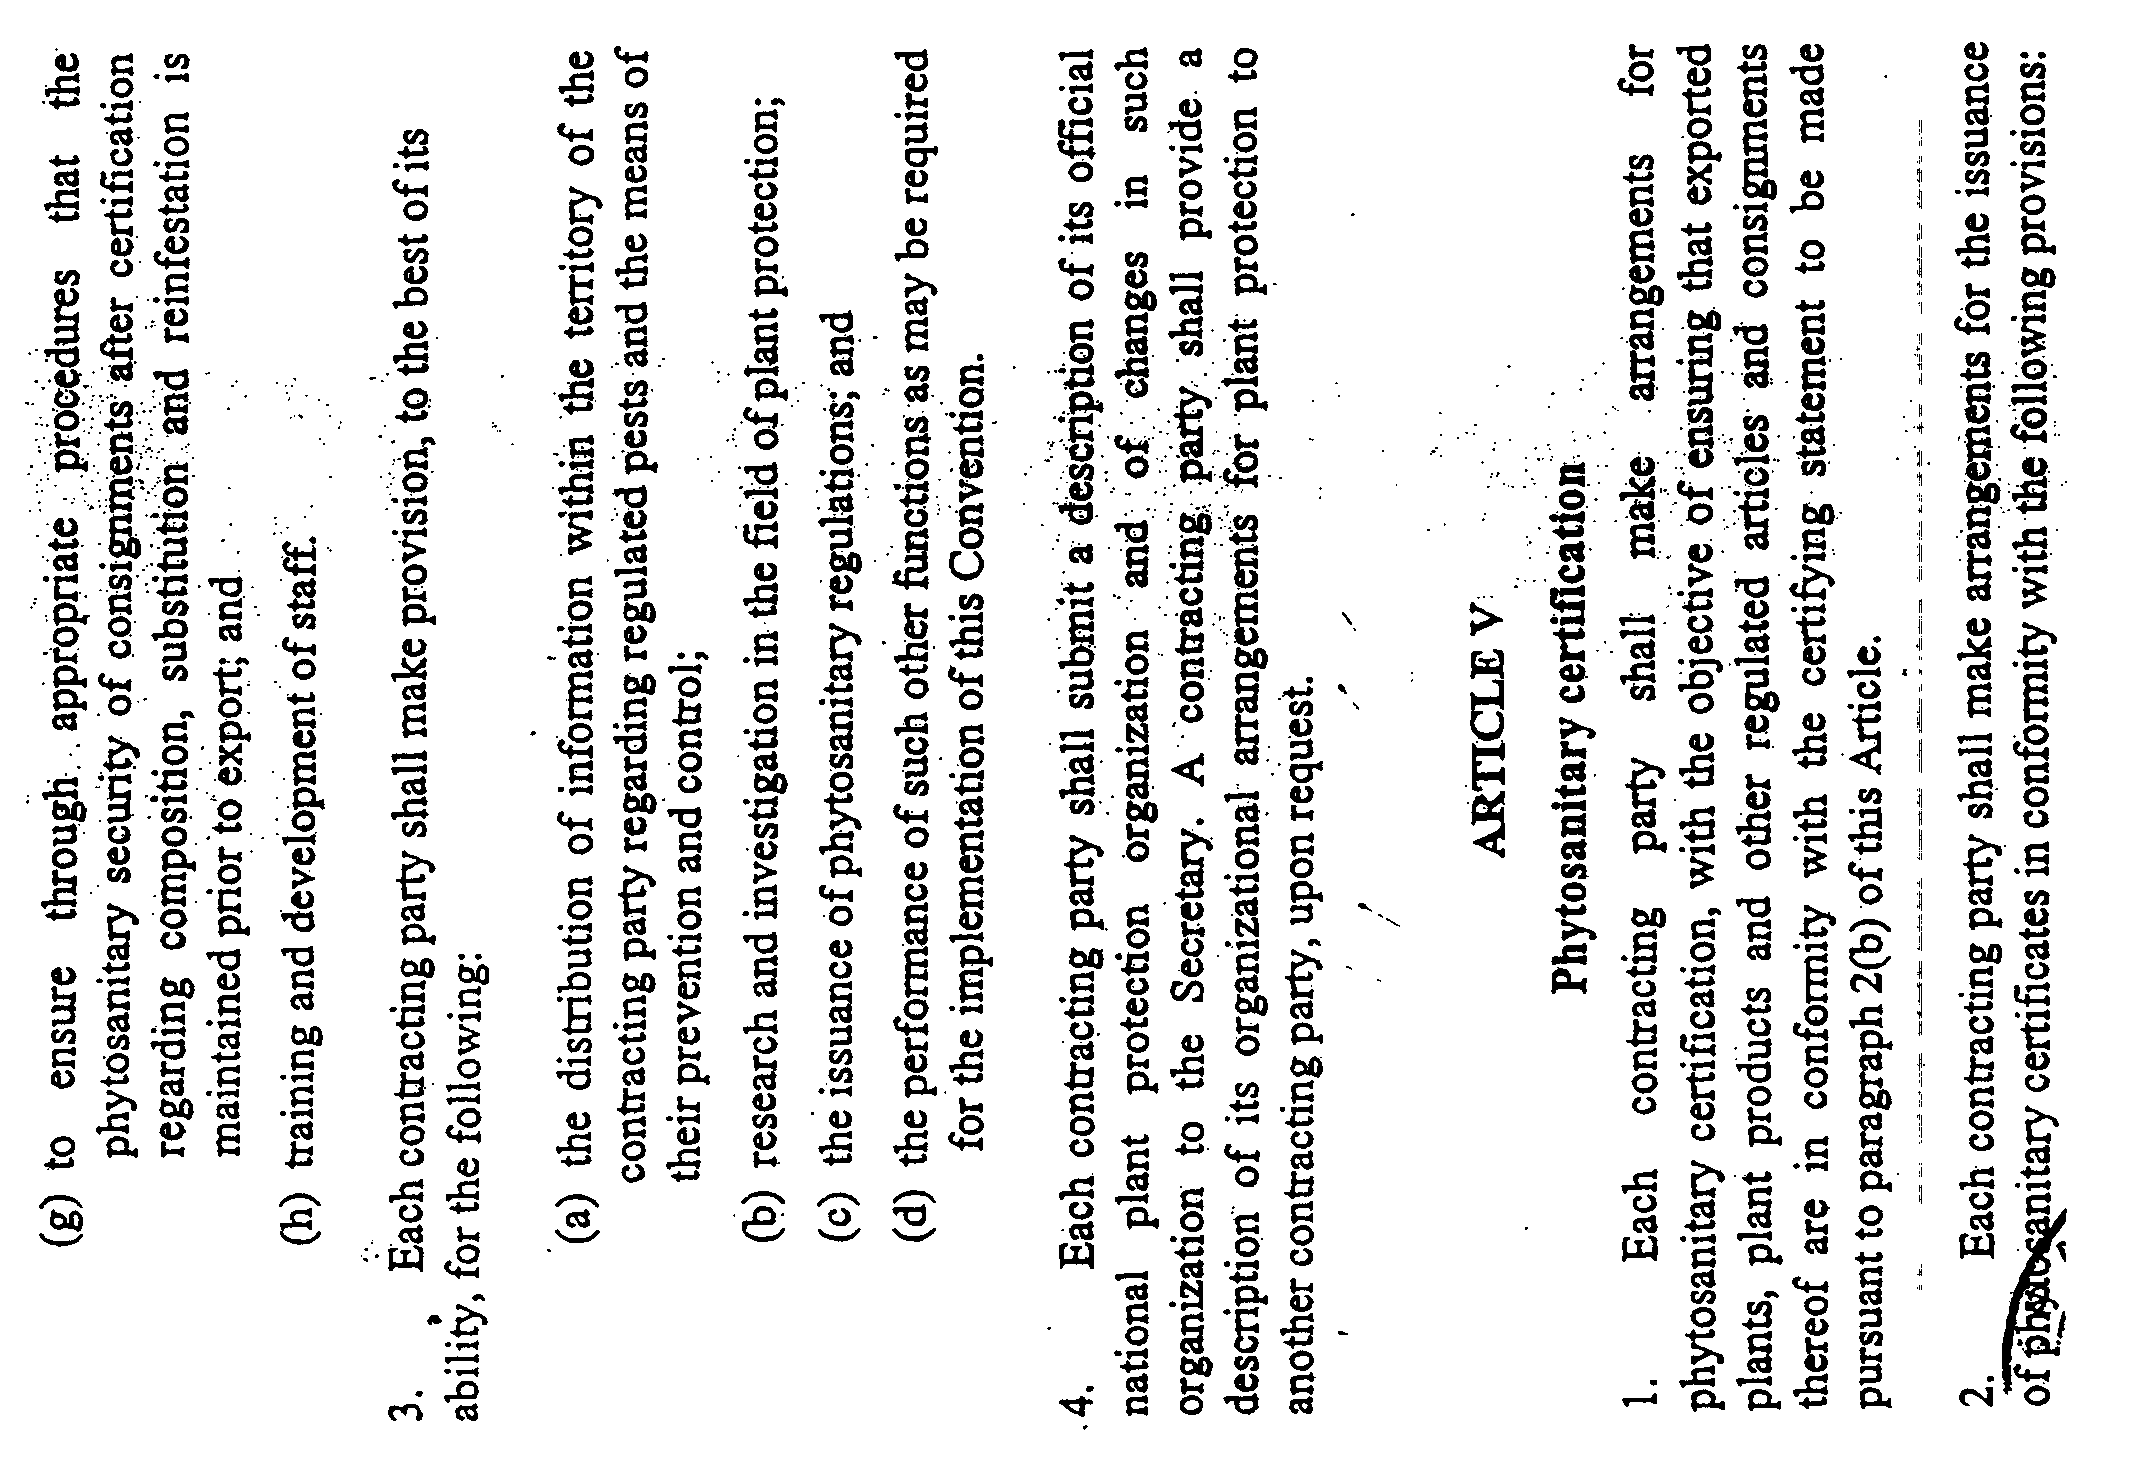 (g) to ensure through appropriate procedures that the
phytosanitary security of consignments after certification
regarding composition, substitution and reinfestation is
maintained prior to export; and
(h) training and development of staff.
3. Each contracting party shall make provision, to the best of its
ability, for the following:
(a) the distribution of information within the territory of the
contracting party regarding regulated pests and the means of
their prevention and control;
(b) research and investigation in the field of plant protection;
(c) the issuance of phytosanitary regulations; and
(d) the performance of such other functions as may be required
for the implementation of this Convention.
4. Each contracting party shall submit a description of its official
national plant protection organization and of changes in such
organization to the Secretary. A contracting party shall provide a
description of its organizational arrangements for plant protection to
another contracting party, upon request.
ARTICLE V
Phytosanitary certification
1. Each contracting party shall make arrangements for
phytosanitary certification, with the objective of ensuring that exported
plants, plant products and other regulated articles and consignments
thereof are in conformity with the certifying statement to be made
pursuant to paragraph 2(b) of this Article.
2. Each contracting party shall make arrangements for the issuance
of phytosanitary certificates in conformity with the following provisions: